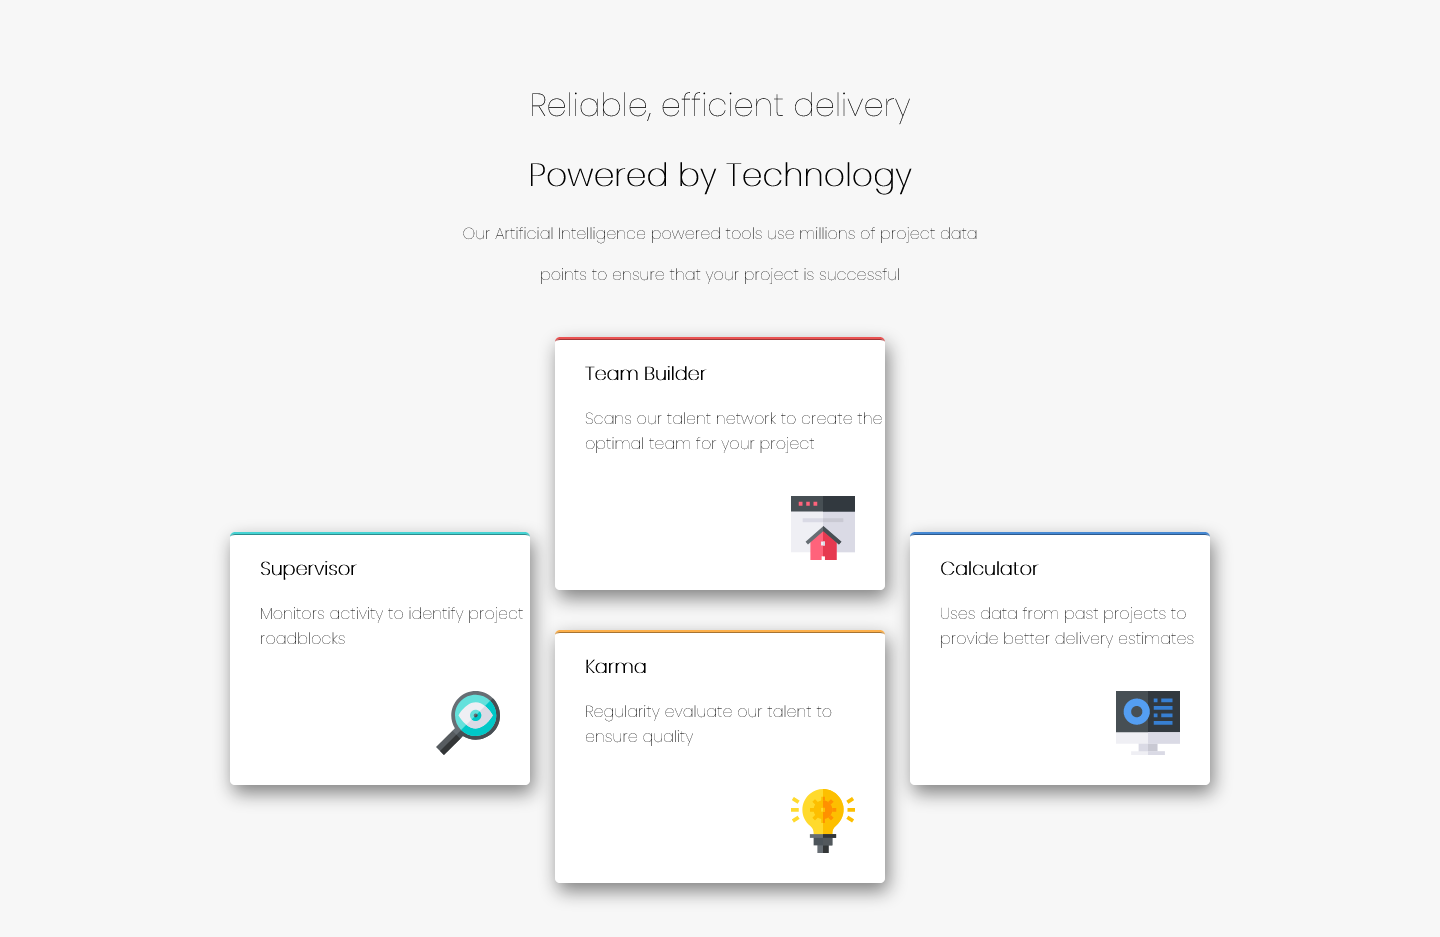 Reliable, efficient delivery
Powered by Technology
Our Artificial Intelligence powered tools use millions of project data
points to ensure that your project is successful
Team Builder
Scans our talent network to create the
optimal team for your project
Supervisor
Monitors activity to identify project
roadblocks
Karma
Regularity evaluate our talent to
ensure quality
Calculator
Uses data from past projects to
provide better delivery estimates